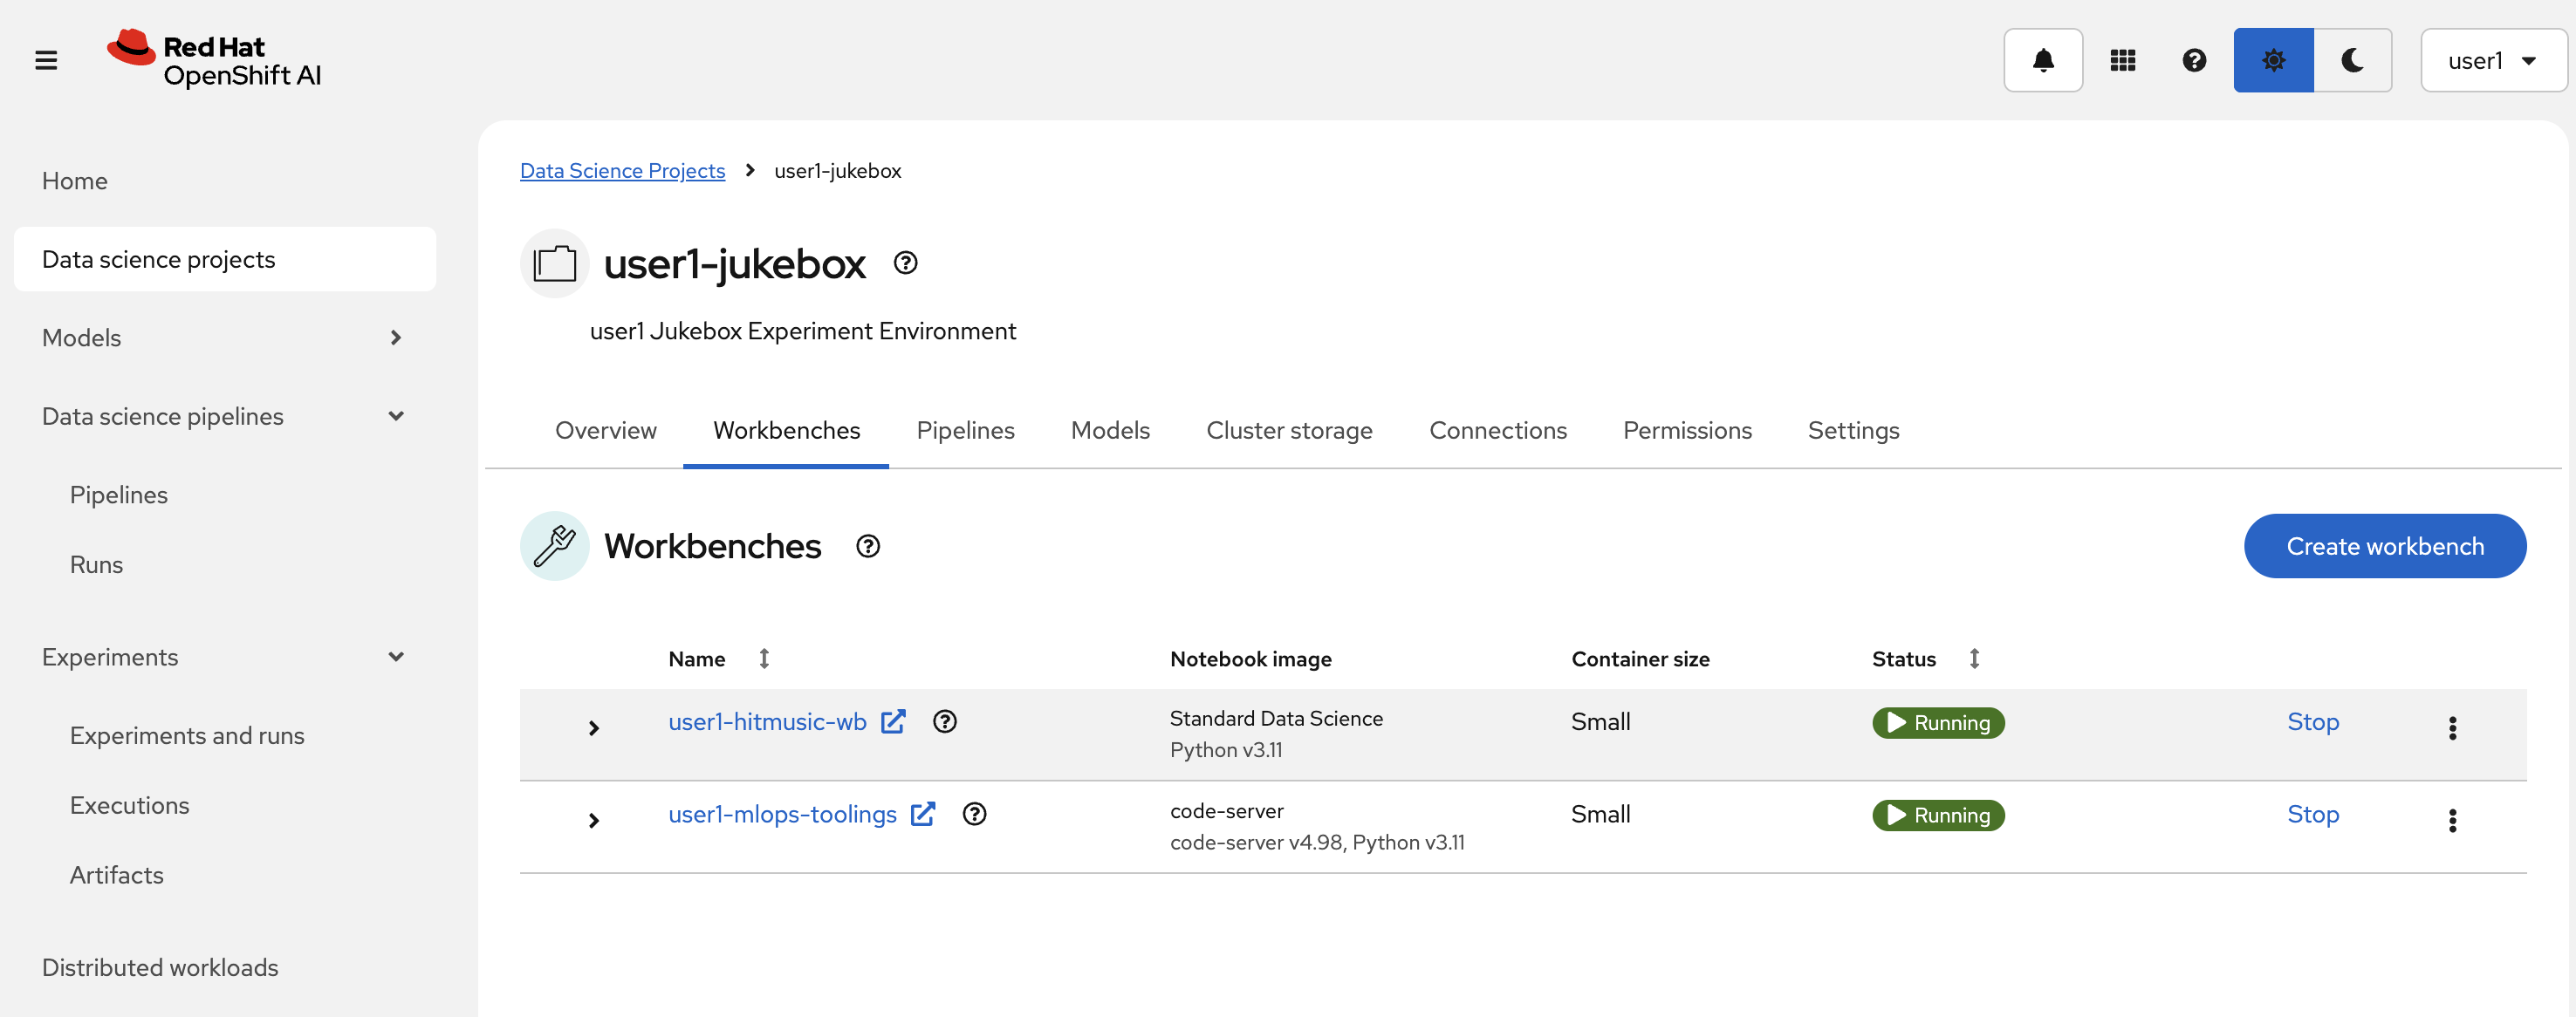 Red Hat
OpenShift AI
user1
Home
Data science projects
Models
Data science pipelines
Pipelines
Runs
Experiments
Experiments and runs
Executions
Artifacts
Distributed workloads
Data Science Projects > user1-jukebox
user1-jukebox
user1 Jukebox Experiment Environment
Overview Workbenches Pipelines Models Cluster storage Connections Permissions Settings
Workbenches
Create workbench
Name Notebook image Container size Status
user1-hitmusic-wb Standard Data Science Small Running Stop
Python v3.11
user1-mlops-toolings code-server Small Running Stop
code-server v4.98, Python v3.11